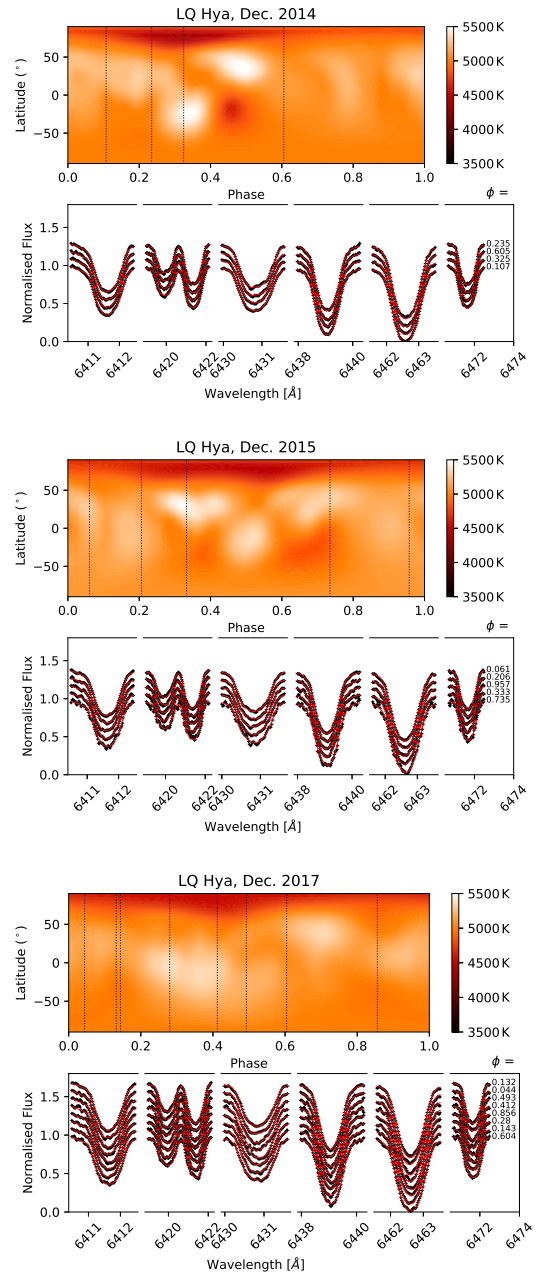 LQ Hya, Dec. 2014
5500 K
5000 K
4500 K
4000 K
3500 K
Latitude (°)
50
0
−50
0.0 0.2 0.4 0.6 0.8 1.0
Phase
ϕ =
Normalised Flux
1.5
1.0
0.5
0.0
0.235
0.605
0.325
0.107
6411 6412 6420 6422 6430 6431 6438 6440 6462 6463 6472 6474
Wavelength [Å]
LQ Hya, Dec. 2015
5500 K
5000 K
4500 K
4000 K
3500 K
Latitude (°)
50
0
−50
0.0 0.2 0.4 0.6 0.8 1.0
Phase
ϕ =
Normalised Flux
1.5
1.0
0.5
0.0
0.061
0.206
0.957
0.333
0.735
6411 6412 6420 6422 6430 6431 6438 6440 6462 6463 6472 6474
Wavelength [Å]
LQ Hya, Dec. 2017
5500 K
5000 K
4500 K
4000 K
3500 K
Latitude (°)
50
0
−50
0.0 0.2 0.4 0.6 0.8 1.0
Phase
ϕ =
Normalised Flux
1.5
1.0
0.5
0.0
0.132
0.044
0.493
0.412
0.856
0.28
0.143
0.604
6411 6412 6420 6422 6430 6431 6438 6440 6462 6463 6472 6474
Wavelength [Å]